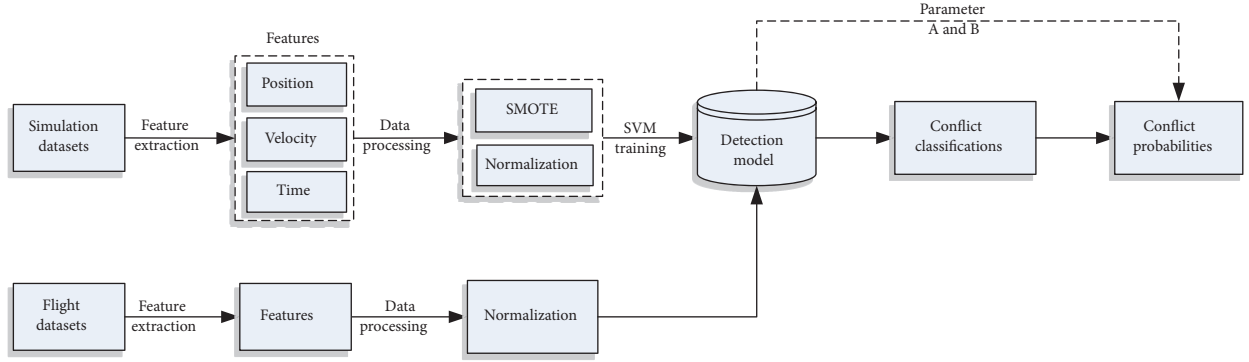 Parameter
A and B
Features
Simulation
datasets
Feature
extraction
Position
Velocity
Time
Data
processing
SMOTE
Normalization
SVM
training
Detection
model
Conflict
classifications
Conflict
probabilities
Flight
datasets
Feature
extraction
Features
Data
processing
Normalization